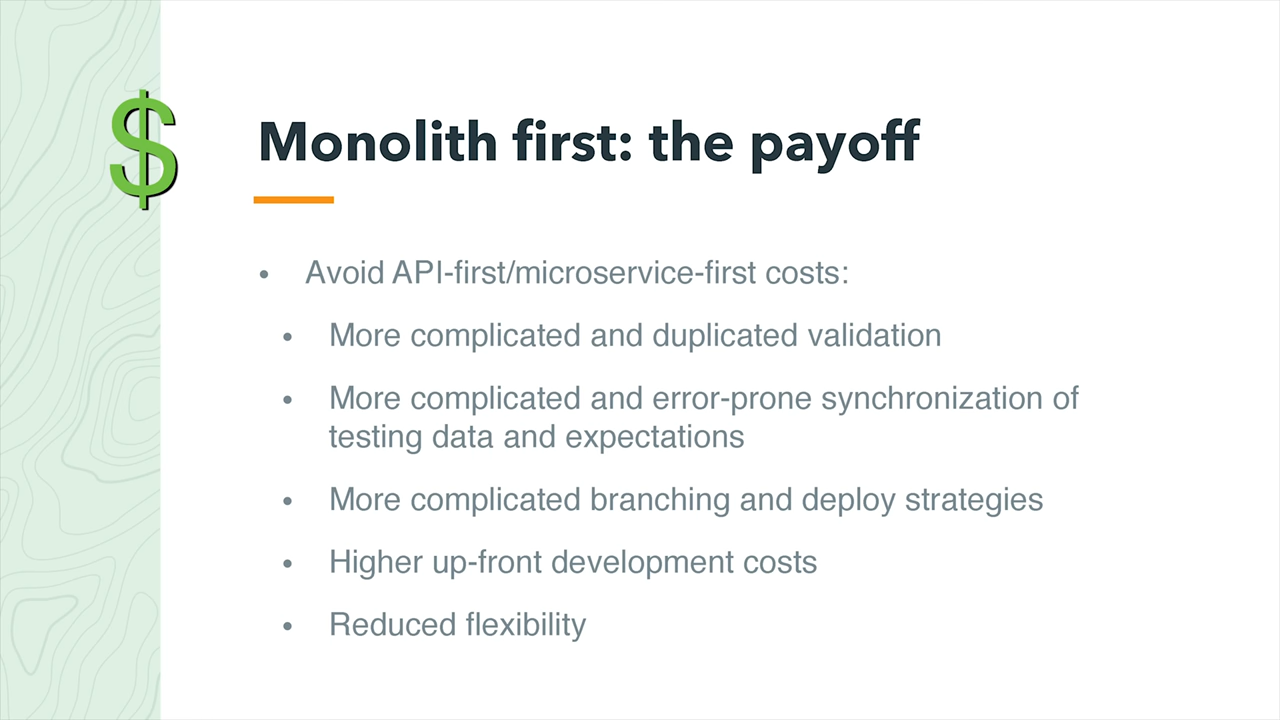 $
Monolith first: the payoff
• Avoid API-first/microservice-first costs:
• More complicated and duplicated validation
• More complicated and error-prone synchronization of
testing data and expectations
• More complicated branching and deploy strategies
• Higher up-front development costs
• Reduced flexibility